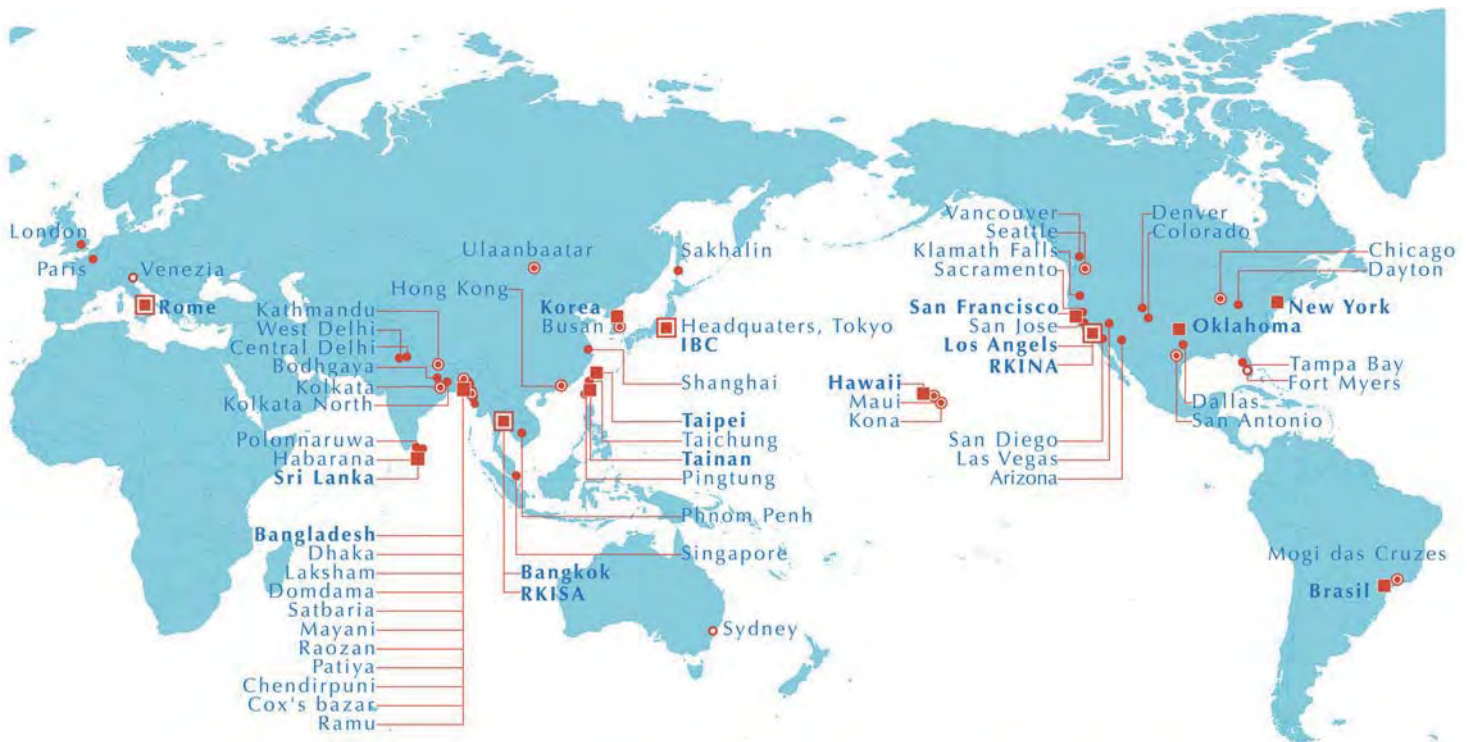 London
Paris
Venezia
Rome
Ulaanbaatar
Sakhalin
Hong Kong
Korea
Busan
Headquaters, Tokyo
IBC
Kathmandu
West Delhi
Central Delhi
Bodhgaya
Kolkata
Kolkata North
Shanghai
Polonnaruwa
Habarana
Sri Lanka
Taipei
Taichung
Tainan
Pingtung
Phnom Penh
Singapore
Bangkok
RKISA
Bangladesh
Dhaka
Laksham
Domdama
Satbaria
Mayani
Raozan
Patiya
Chendirpuni
Cox's bazar
Ramu
Sydney
Vancouver
Seattle
Klamath Falls
Sacramento
San Francisco
San Jose
Los Angels
RKINA
Hawaii
Maui
Kona
San Diego
Las Vegas
Arizona
Denver
Colorado
Chicago
Dayton
New York
Oklahoma
Tampa Bay
Fort Myers
Dallas
San Antonio
Mogi das Cruzes
Brasil